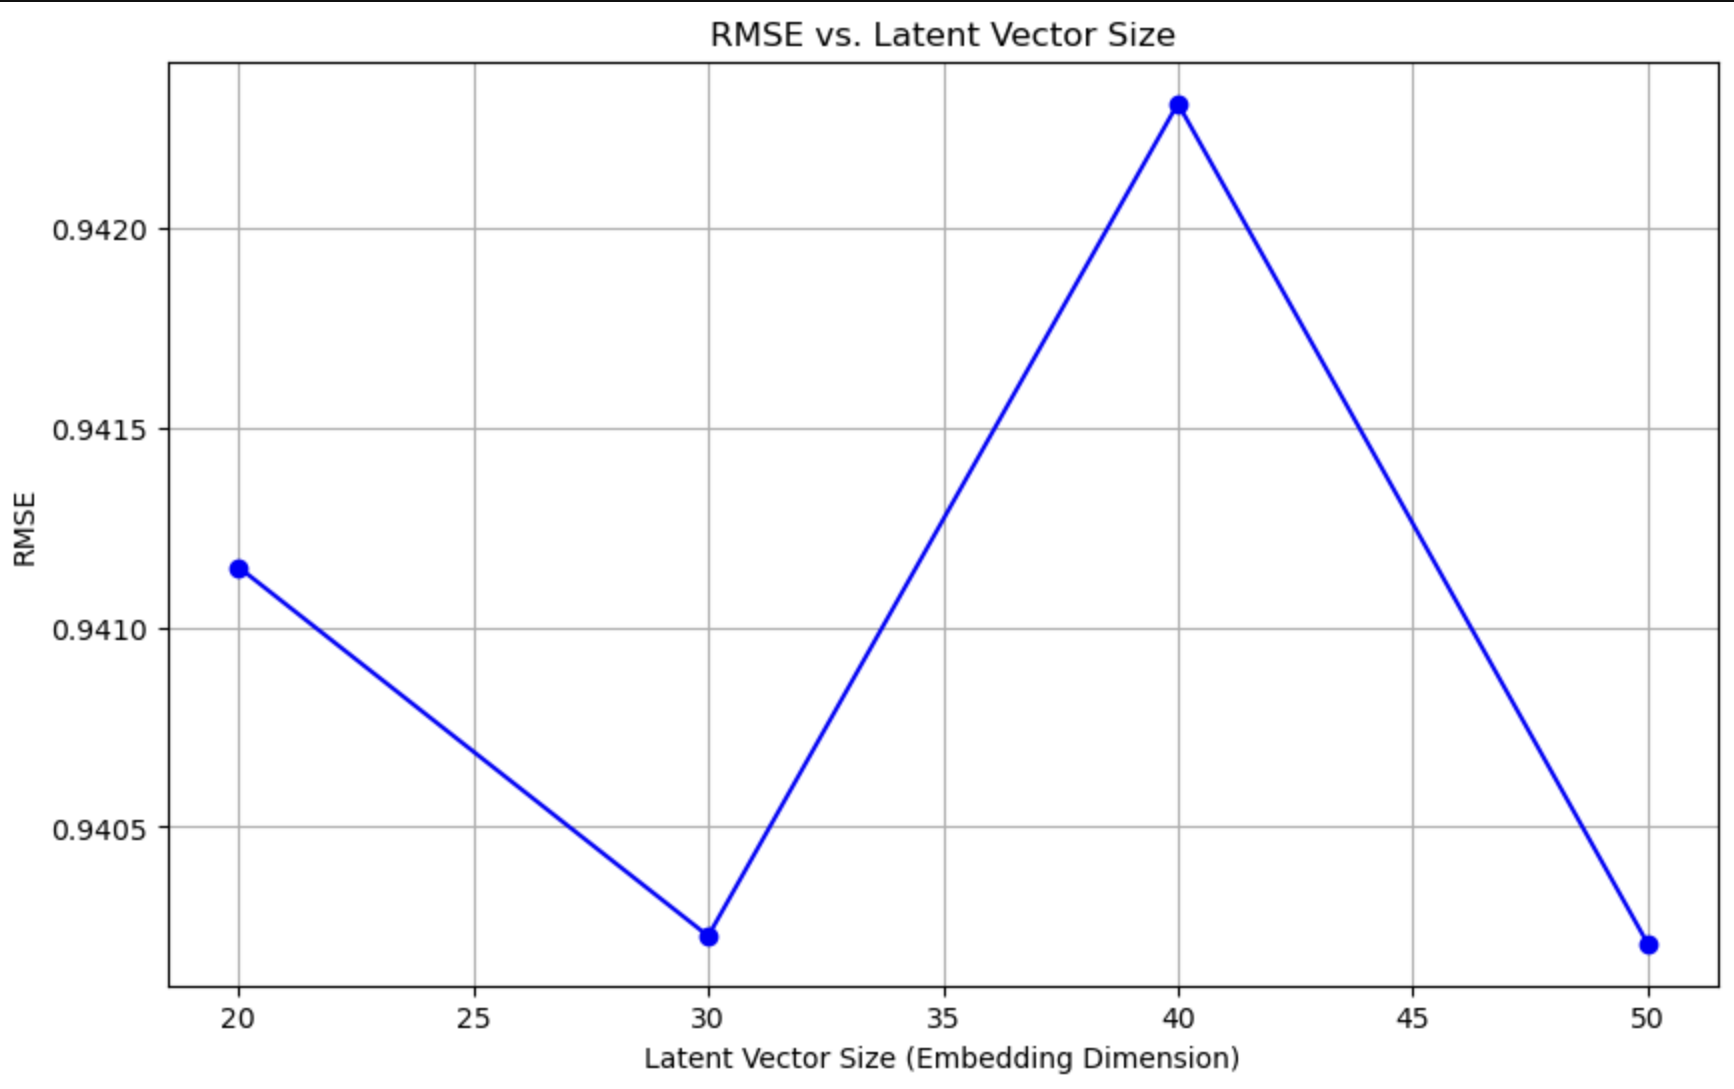 RMSE vs. Latent Vector Size
0.9420
0.9415
0.9410
0.9405
RMSE
20 25 30 35 40 45 50
Latent Vector Size (Embedding Dimension)